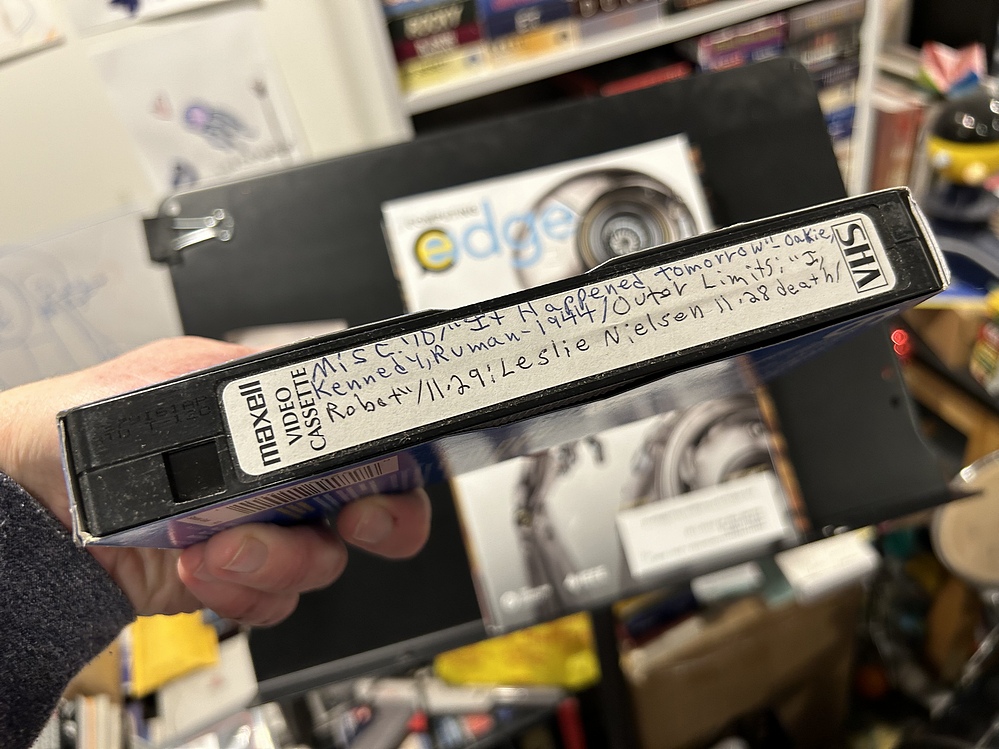 edge
maxell
VIDEO
CASSETTE
VHS
Misc '10/"It Happened tomorrow"-Oakie,
Kennedy, Ruman-1944/Outer Limits: "I,
Robot"/11·29: Leslie Nielsen 11·28 death/